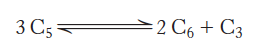 3 C₅ ⇌ 2 C₆ + C₃